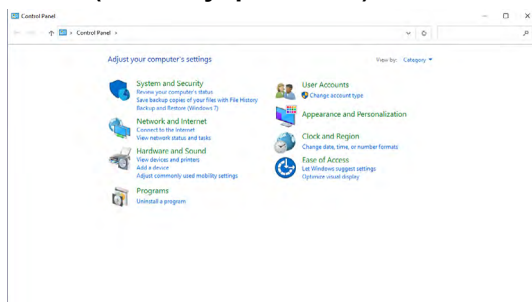 Control Panel
Control Panel
Adjust your computer's settings
View by: Category
System and Security
Review your computer's status
Save backup copies of your files with File History
Backup and Restore (Windows 7)
Network and Internet
Connect to the Internet
View network status and tasks
Hardware and Sound
View devices and printers
Add a device
Adjust commonly used mobility settings
Programs
Uninstall a program
User Accounts
Change account type
Appearance and Personalization
Clock and Region
Change date, time, or number formats
Ease of Access
Let Windows suggest settings
Optimize visual display